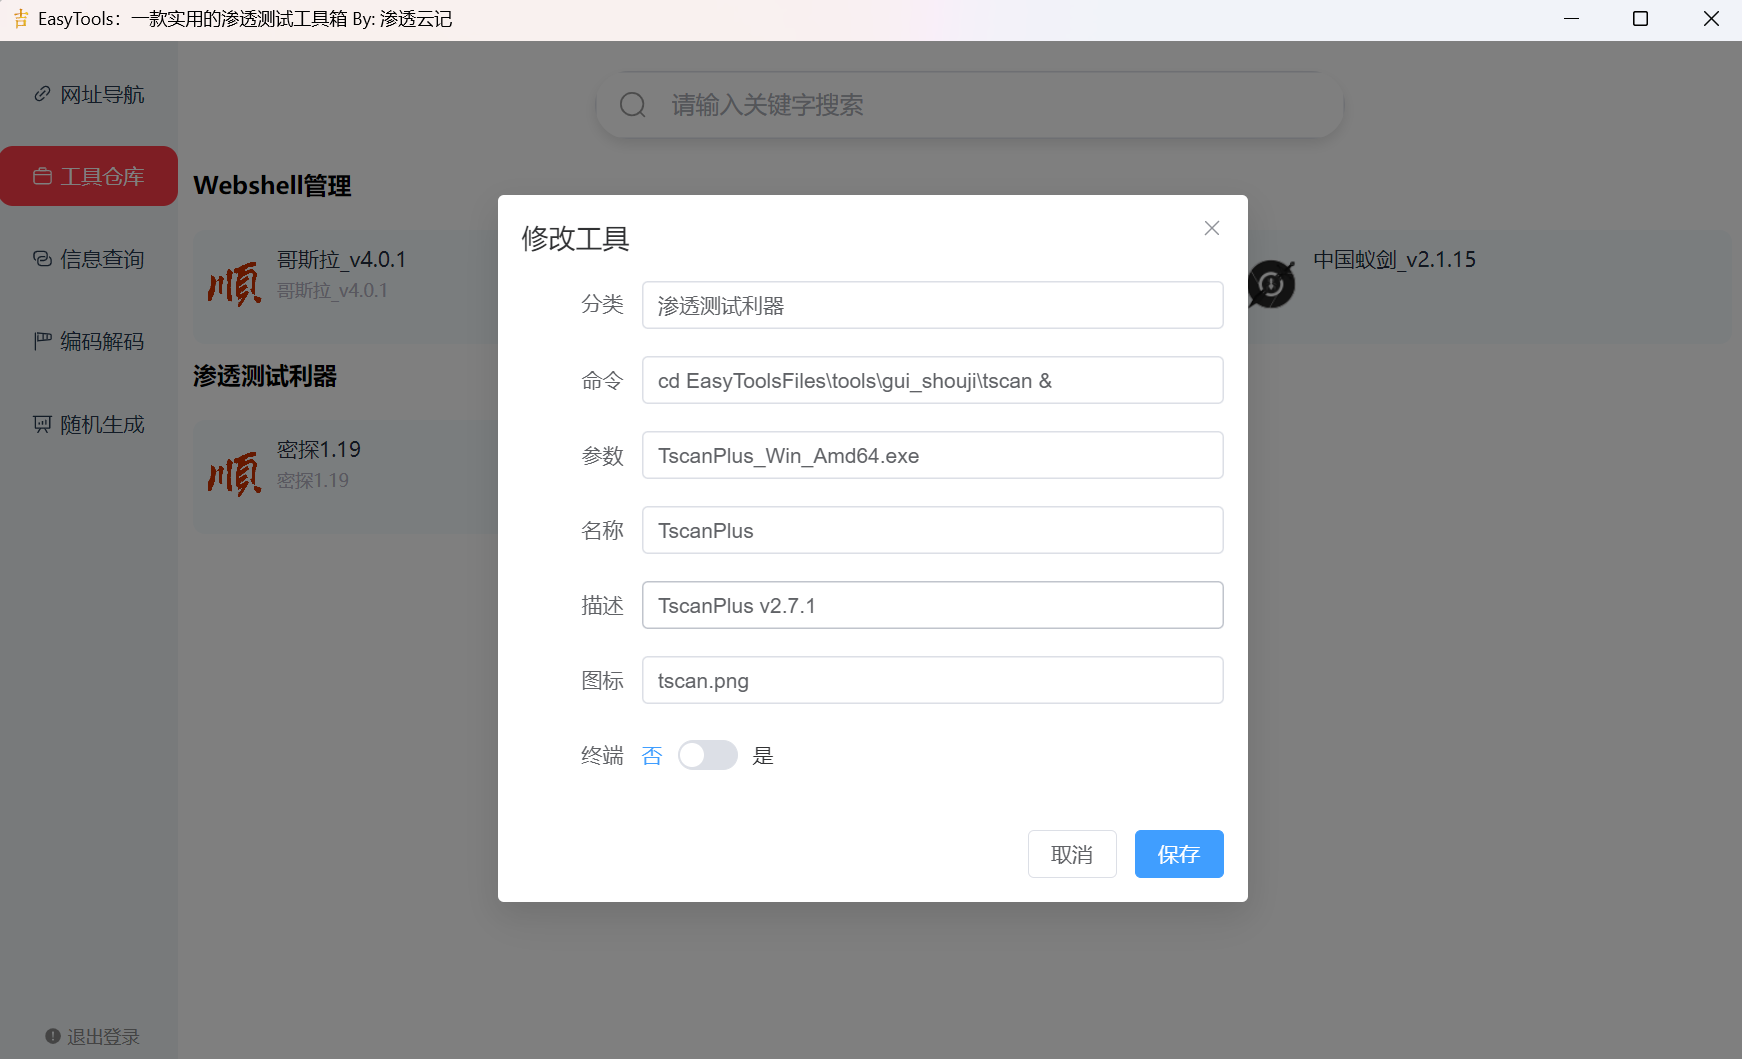 EasyTools：一款实用的渗透测试工具箱 By: 渗透云记
网址导航
工具仓库
信息查询
编码解码
随机生成
退出登录
请输入关键字搜索
Webshell管理
哥斯拉_v4.0.1
哥斯拉_v4.0.1
中国蚁剑_v2.1.15
渗透测试利器
密探1.19
密探1.19
修改工具
分类 渗透测试利器
命令 cd EasyToolsFiles\tools\gui_shouji\tscan &
参数 TscanPlus_Win_Amd64.exe
名称 TscanPlus
描述 TscanPlus v2.7.1
图标 tscan.png
终端 否 是
取消 保存